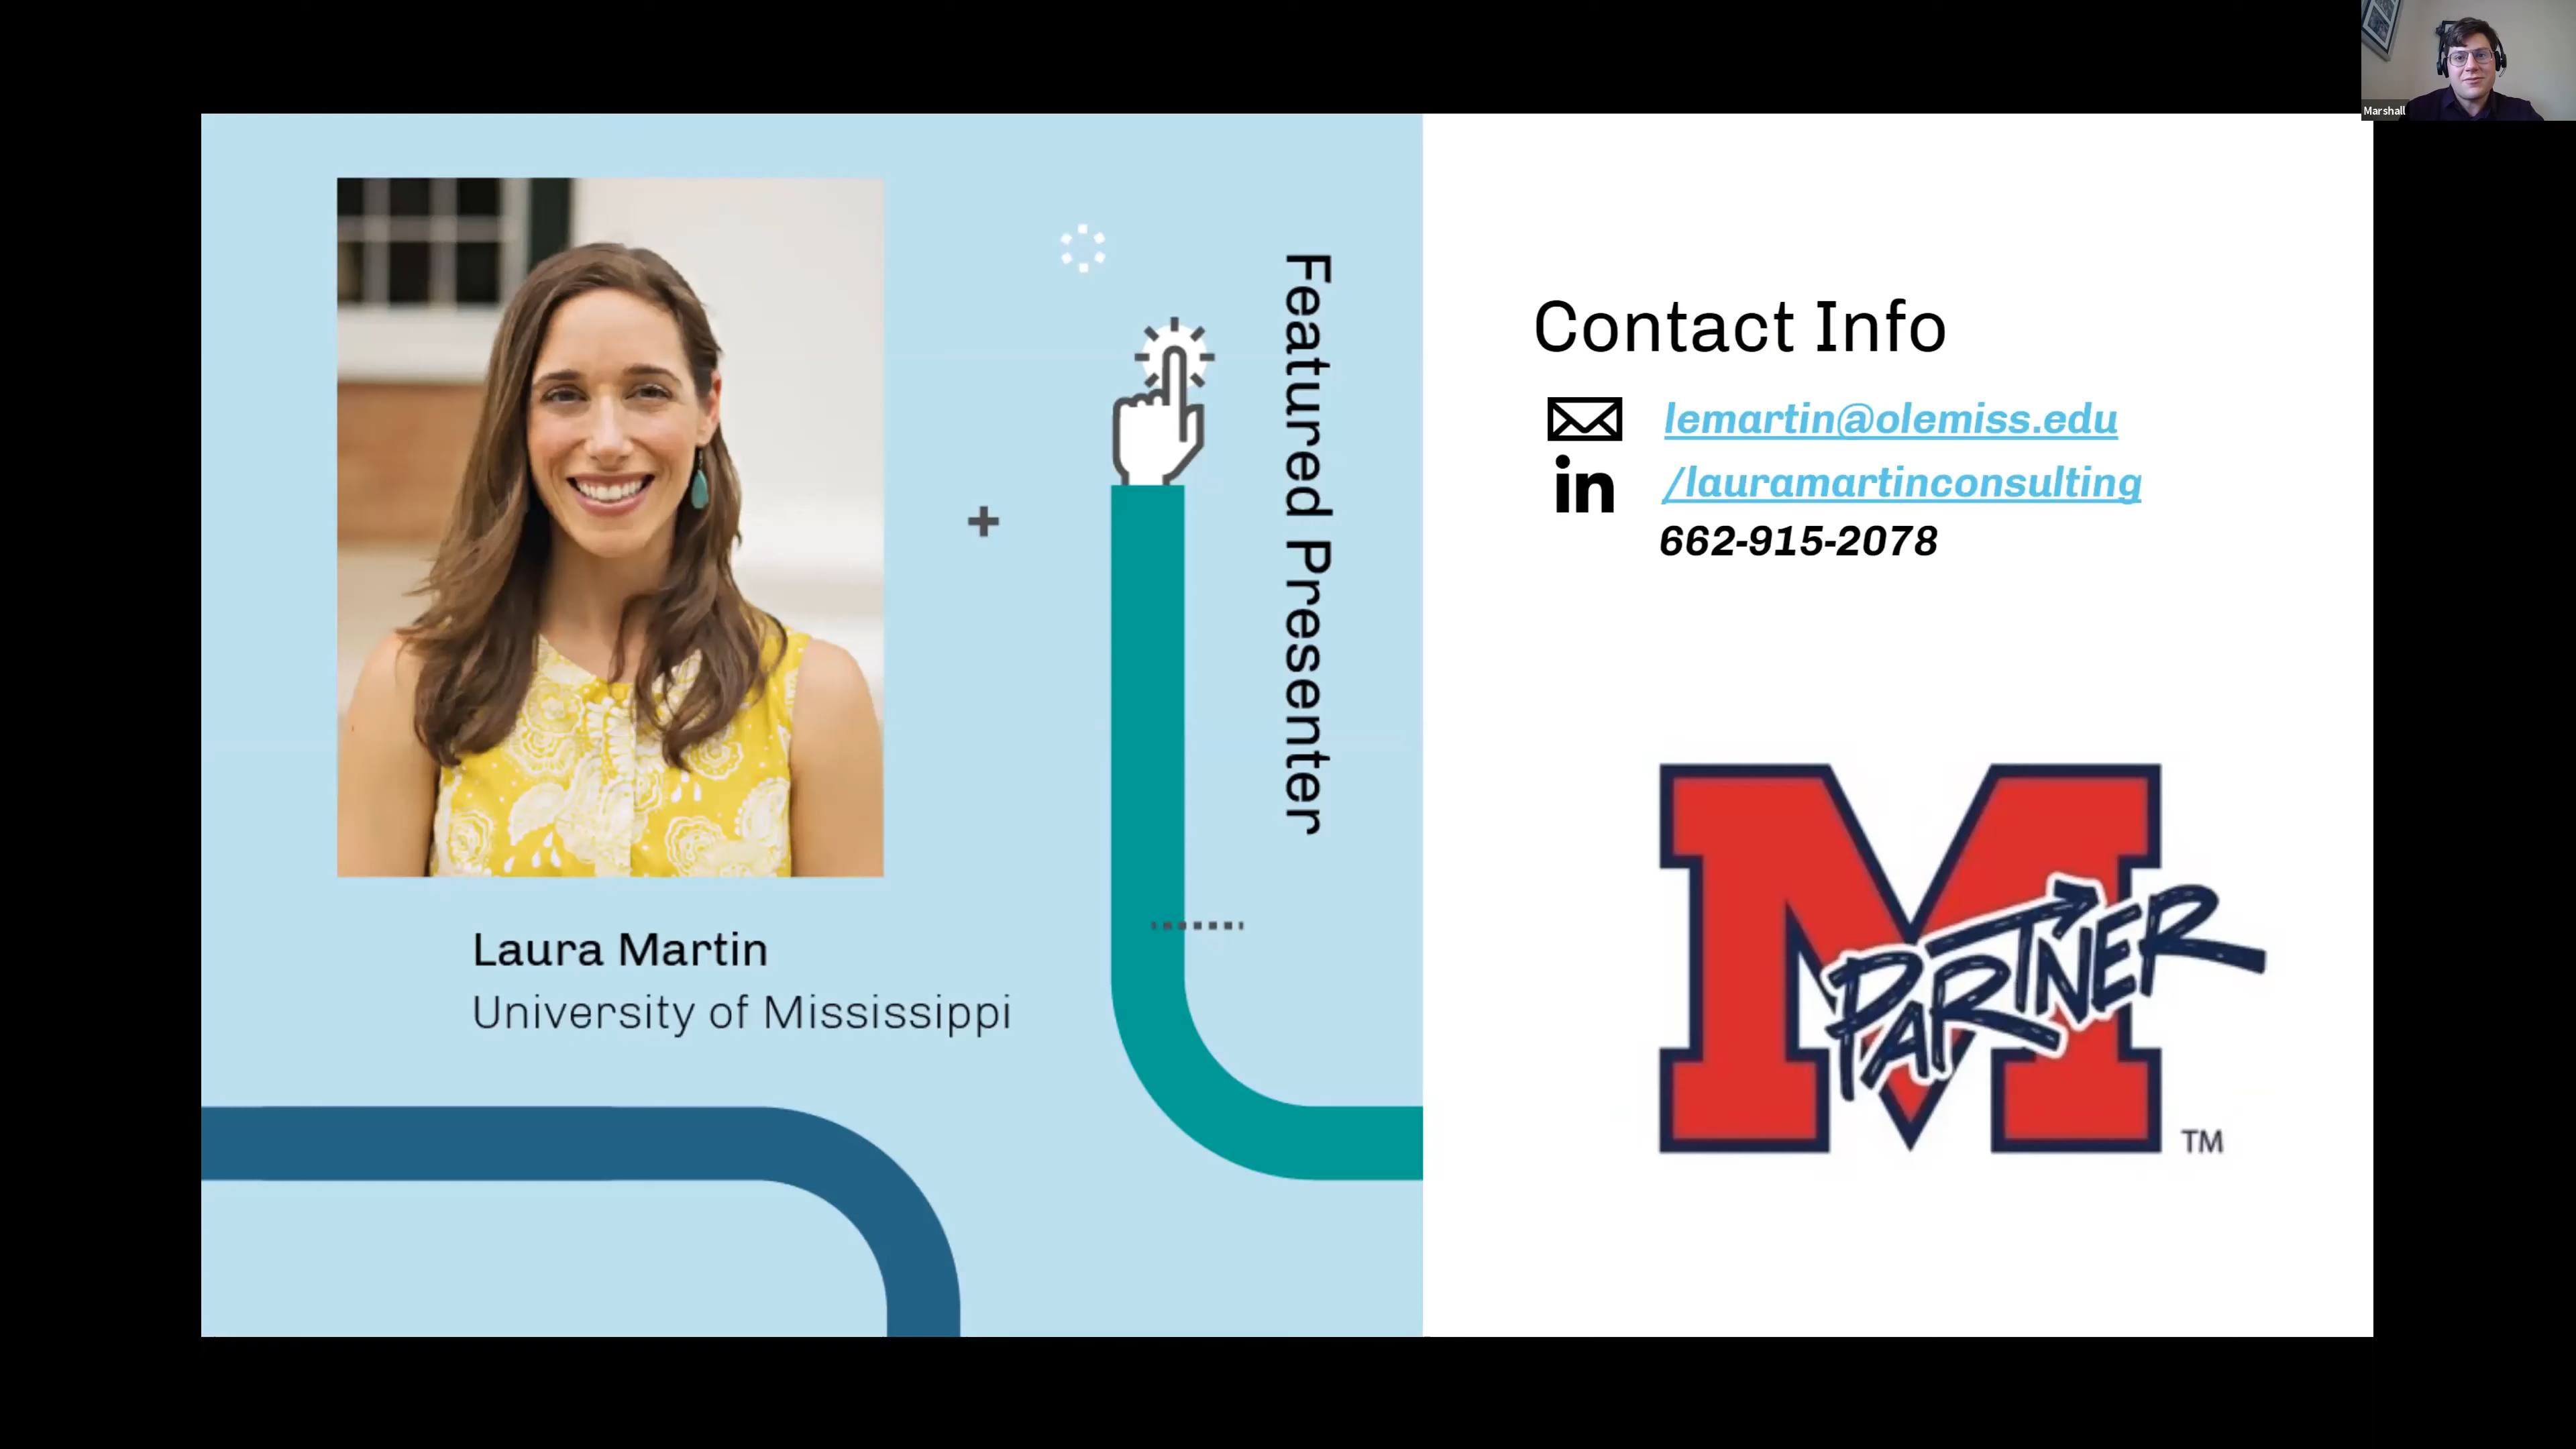 Marshall
Featured Presenter
Laura Martin
University of Mississippi
Contact Info
lemartin@olemiss.edu
in
/lauramartinconsulting
662-915-2078
M
PARTNER
TM